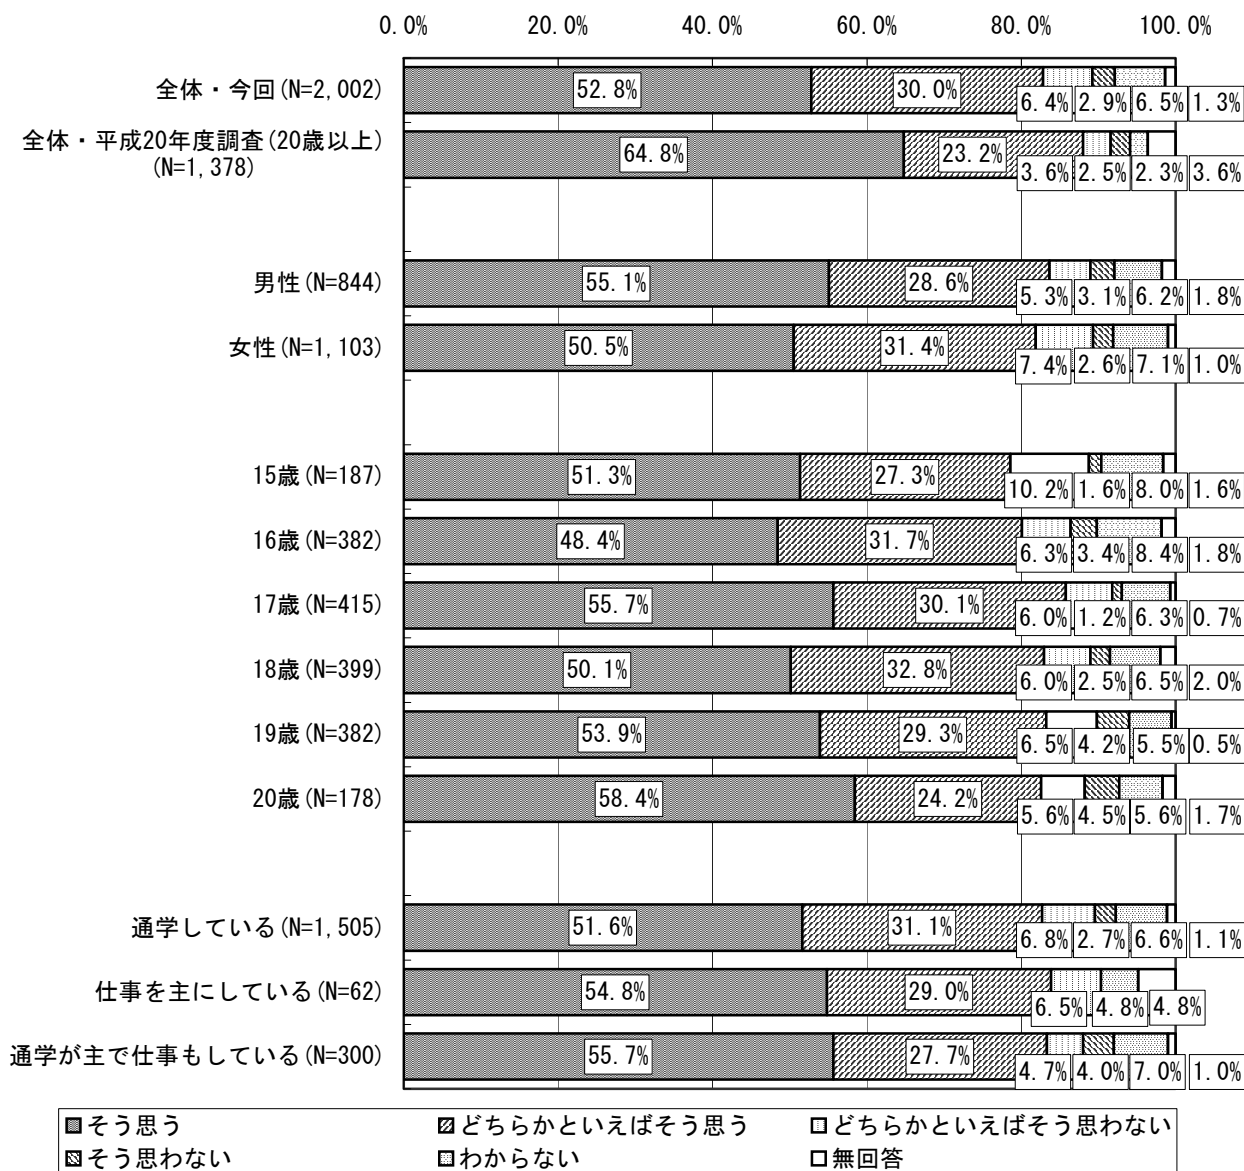 0.0% 20.0% 40.0% 60.0% 80.0% 100.0%
全体・今回(N=2,002) 52.8% 30.0% 6.4% 2.9% 6.5% 1.3%
全体・平成20年度調査(20歳以上)
(N=1,378) 64.8% 23.2% 3.6% 2.5% 2.3% 3.6%
男性(N=844) 55.1% 28.6% 5.3% 3.1% 6.2% 1.8%
女性(N=1,103) 50.5% 31.4% 7.4% 2.6% 7.1% 1.0%
15歳(N=187) 51.3% 27.3% 10.2% 1.6% 8.0% 1.6%
16歳(N=382) 48.4% 31.7% 6.3% 3.4% 8.4% 1.8%
17歳(N=415) 55.7% 30.1% 6.0% 1.2% 6.3% 0.7%
18歳(N=399) 50.1% 32.8% 6.0% 2.5% 6.5% 2.0%
19歳(N=382) 53.9% 29.3% 6.5% 4.2% 5.5% 0.5%
20歳(N=178) 58.4% 24.2% 5.6% 4.5% 5.6% 1.7%
通学している(N=1,505) 51.6% 31.1% 6.8% 2.7% 6.6% 1.1%
仕事を主にしている(N=62) 54.8% 29.0% 6.5% 4.8% 4.8%
通学が主で仕事もしている(N=300) 55.7% 27.7% 4.7% 4.0% 7.0% 1.0%
そう思う どちらかといえばそう思う どちらかといえばそう思わない
そう思わない わからない 無回答